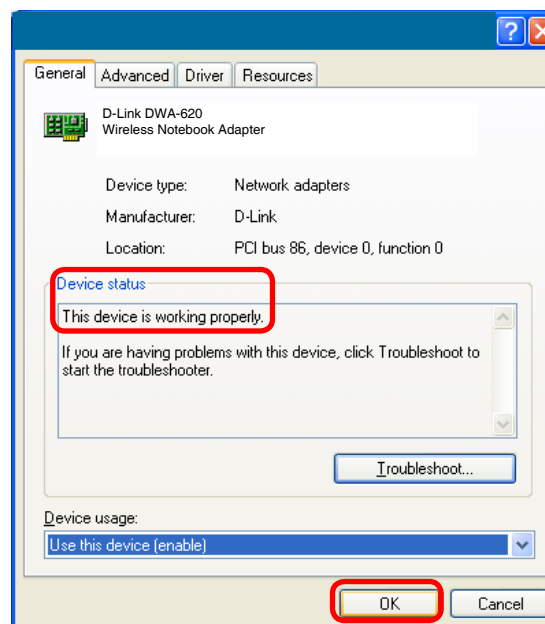 ?
General
Advanced
Driver
Resources
D-Link DWA-620
Wireless Notebook Adapter
Device type: Network adapters
Manufacturer: D-Link
Location: PCI bus 86, device 0, function 0
Device status
This device is working properly.
If you are having problems with this device, click Troubleshoot to
start the troubleshooter.
Troubleshoot...
Device usage:
Use this device (enable)
OK
Cancel